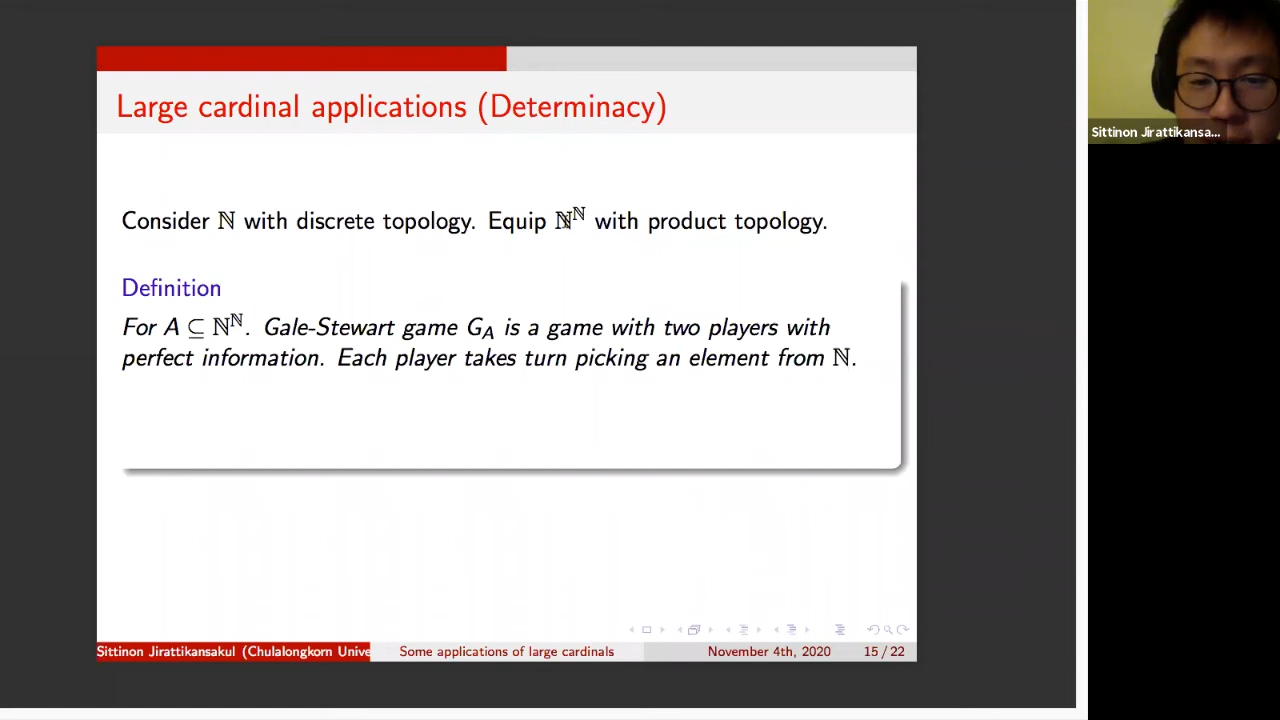 Large cardinal applications (Determinacy)
Consider ℕ with discrete topology. Equip ℕ^ℕ with product topology.
Definition
For A ⊆ ℕ^ℕ. Gale-Stewart game G_A is a game with two players with
perfect information. Each player takes turn picking an element from ℕ.
Sittinon Jirattikansakul (Chulalongkorn Unive
Some applications of large cardinals
November 4th, 2020
15 / 22
Sittinon Jirattikansa...